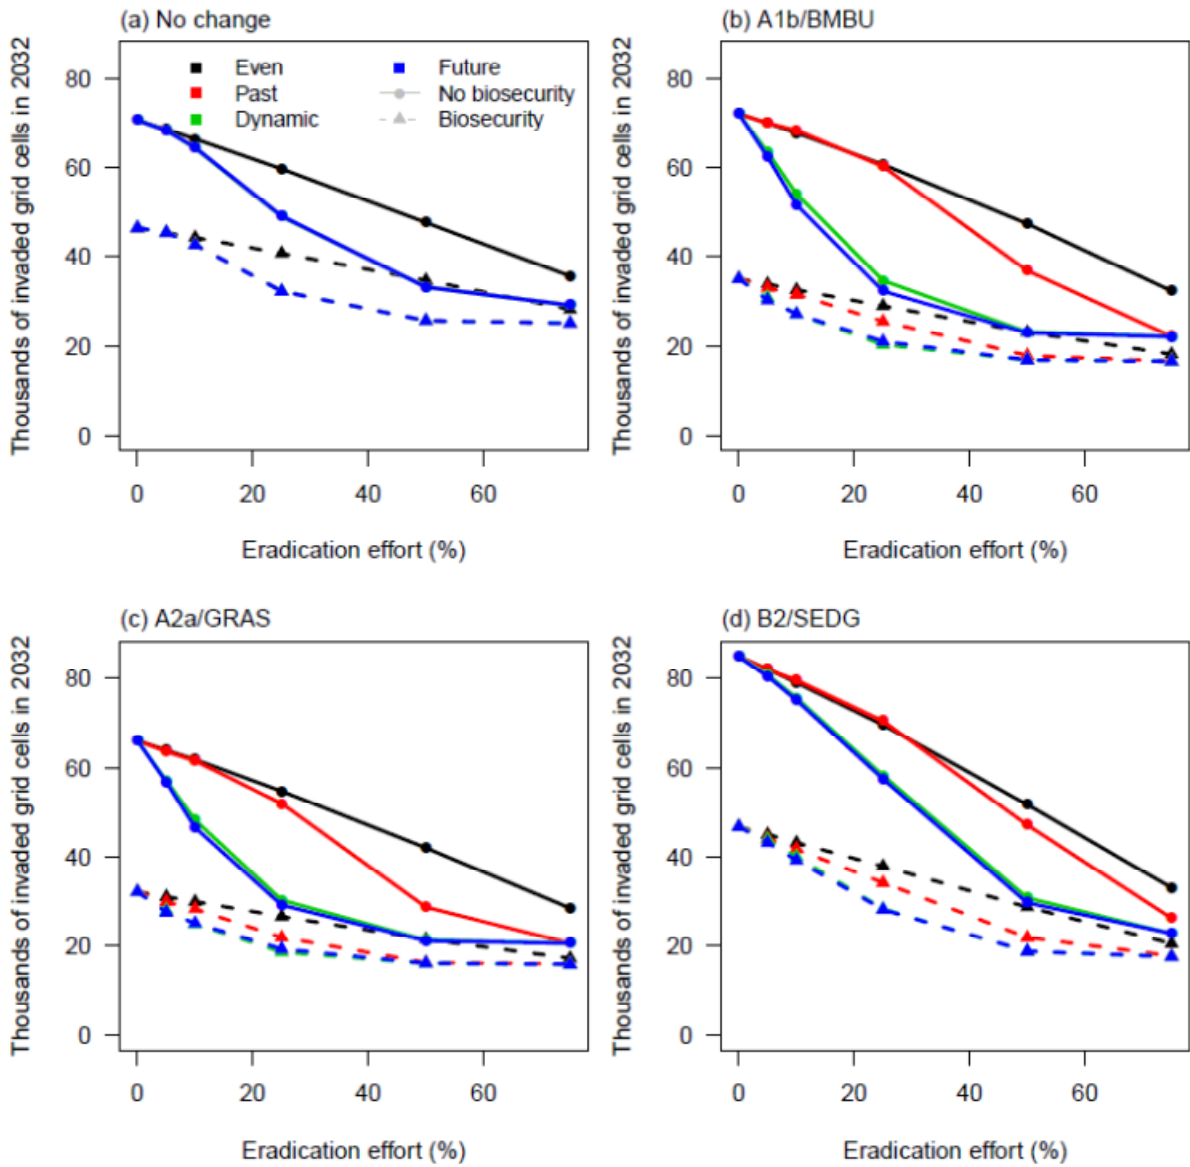 (a) No change
Thousands of invaded grid cells in 2032
80
60
40
20
0
Even
Past
Dynamic
Future
No biosecurity
Biosecurity
0 20 40 60
Eradication effort (%)
(b) A1b/BMBU
Thousands of invaded grid cells in 2032
80
60
40
20
0
0 20 40 60
Eradication effort (%)
(c) A2a/GRAS
Thousands of invaded grid cells in 2032
80
60
40
20
0
0 20 40 60
Eradication effort (%)
(d) B2/SEDG
Thousands of invaded grid cells in 2032
80
60
40
20
0
0 20 40 60
Eradication effort (%)